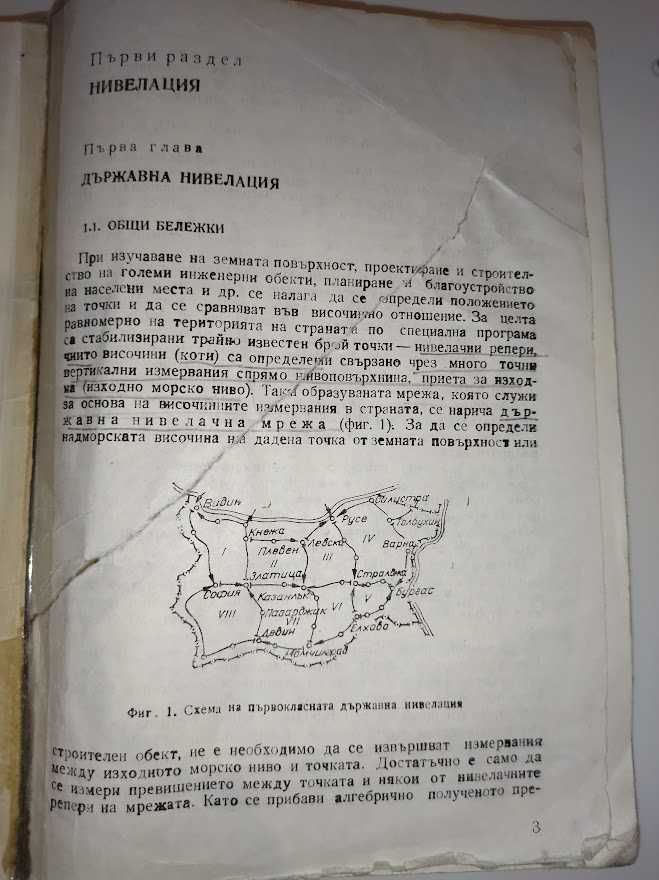 Първи раздел
НИВЕЛАЦИЯ
Първа глава
ДЪРЖАВНА НИВЕЛАЦИЯ
1.1. ОБЩИ БЕЛЕЖКИ
При изучаване на земната повърхност, проектиране и строител-
ство на големи инженерни обекти, планиране и благоустройство
на населени места и др. се налага да се определи положението
на точки и да се сравняват във височинно отношение. За целта
равномерно на територията на страната по специална програма
са стабилизирани трайно известен брой точки — нивелачни репери,
чиито височини (коти) са определени свързано чрез много точни
вертикални измервания спрямо нивоповърхнина, приета за изход-
на (изходно морско ниво). Така образуваната мрежа, която служи
за основа на височинните измервания в страната, се нарича дър-
жавна нивелачна мрежа (фиг. 1). За да се определи
надморската височина на дадена точка от земната повърхност или
Видин
Кнежа
Русе
Силистра
Толбухин
Варна
I
Плевен
II
Левски
III
IV
София
Златица
Казанлък
Стралджа
Бургас
VIII
Пазарджик
VII
VI
V
Девин
Момчилград
Елхово
Фиг. 1. Схема на първокласната държавна нивелация
строителен обект, не е необходимо да се извършват измервания
между изходното морско ниво и точката. Достатъчно е само да
се измери превишението между точката и някои от нивелачните
репери на мрежата. Като се прибави алгебрично полученото пре-
3